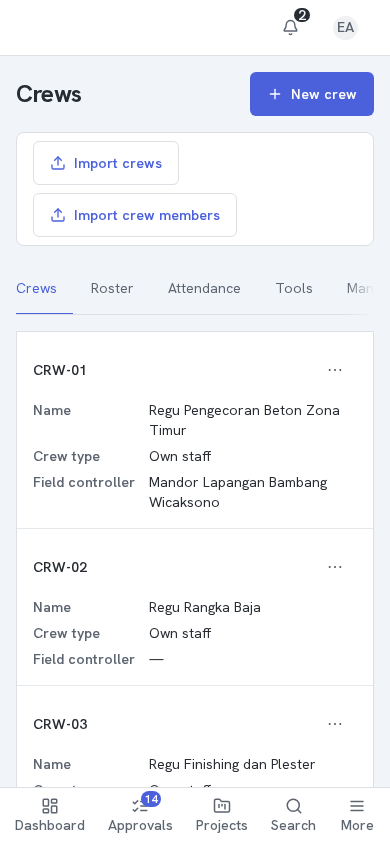 2
EA
Crews
New crew
Import crews
Import crew members
Crews Roster Attendance Tools
CRW-01
...
Name Regu Pengecoran Beton Zona
Timur
Crew type Own staff
Field controller Mandor Lapangan Bambang
Wicaksono
CRW-02
...
Name Regu Rangka Baja
Crew type Own staff
Field controller —
CRW-03
...
Name Regu Finishing dan Plester
14
Dashboard Approvals Projects Search More